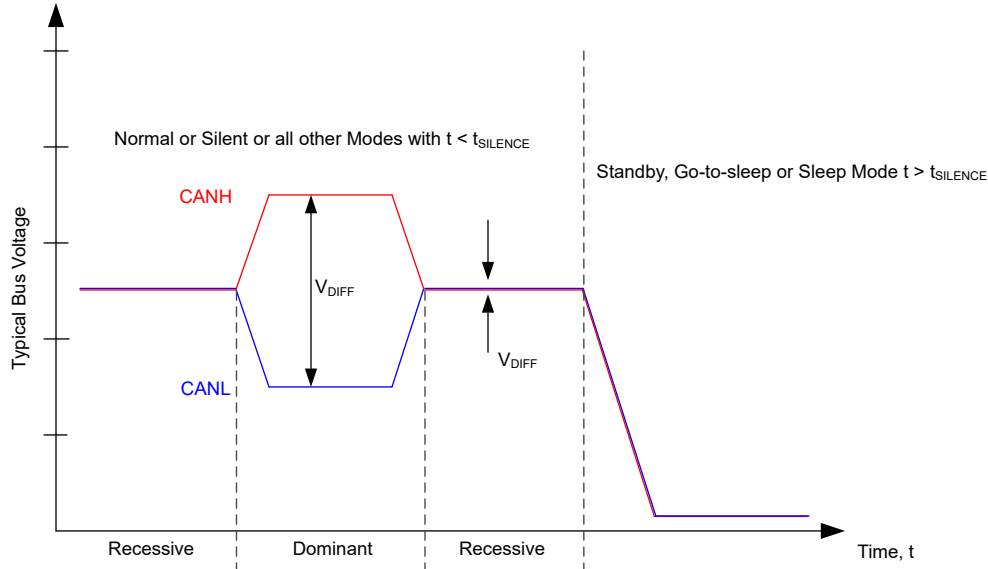 Normal or Silent or all other Modes with t < tSILENCE
Standby, Go-to-sleep or Sleep Mode t > tSILENCE
CANH
Typical Bus Voltage
VDIFF
VDIFF
CANL
Recessive
Dominant
Recessive
Time, t